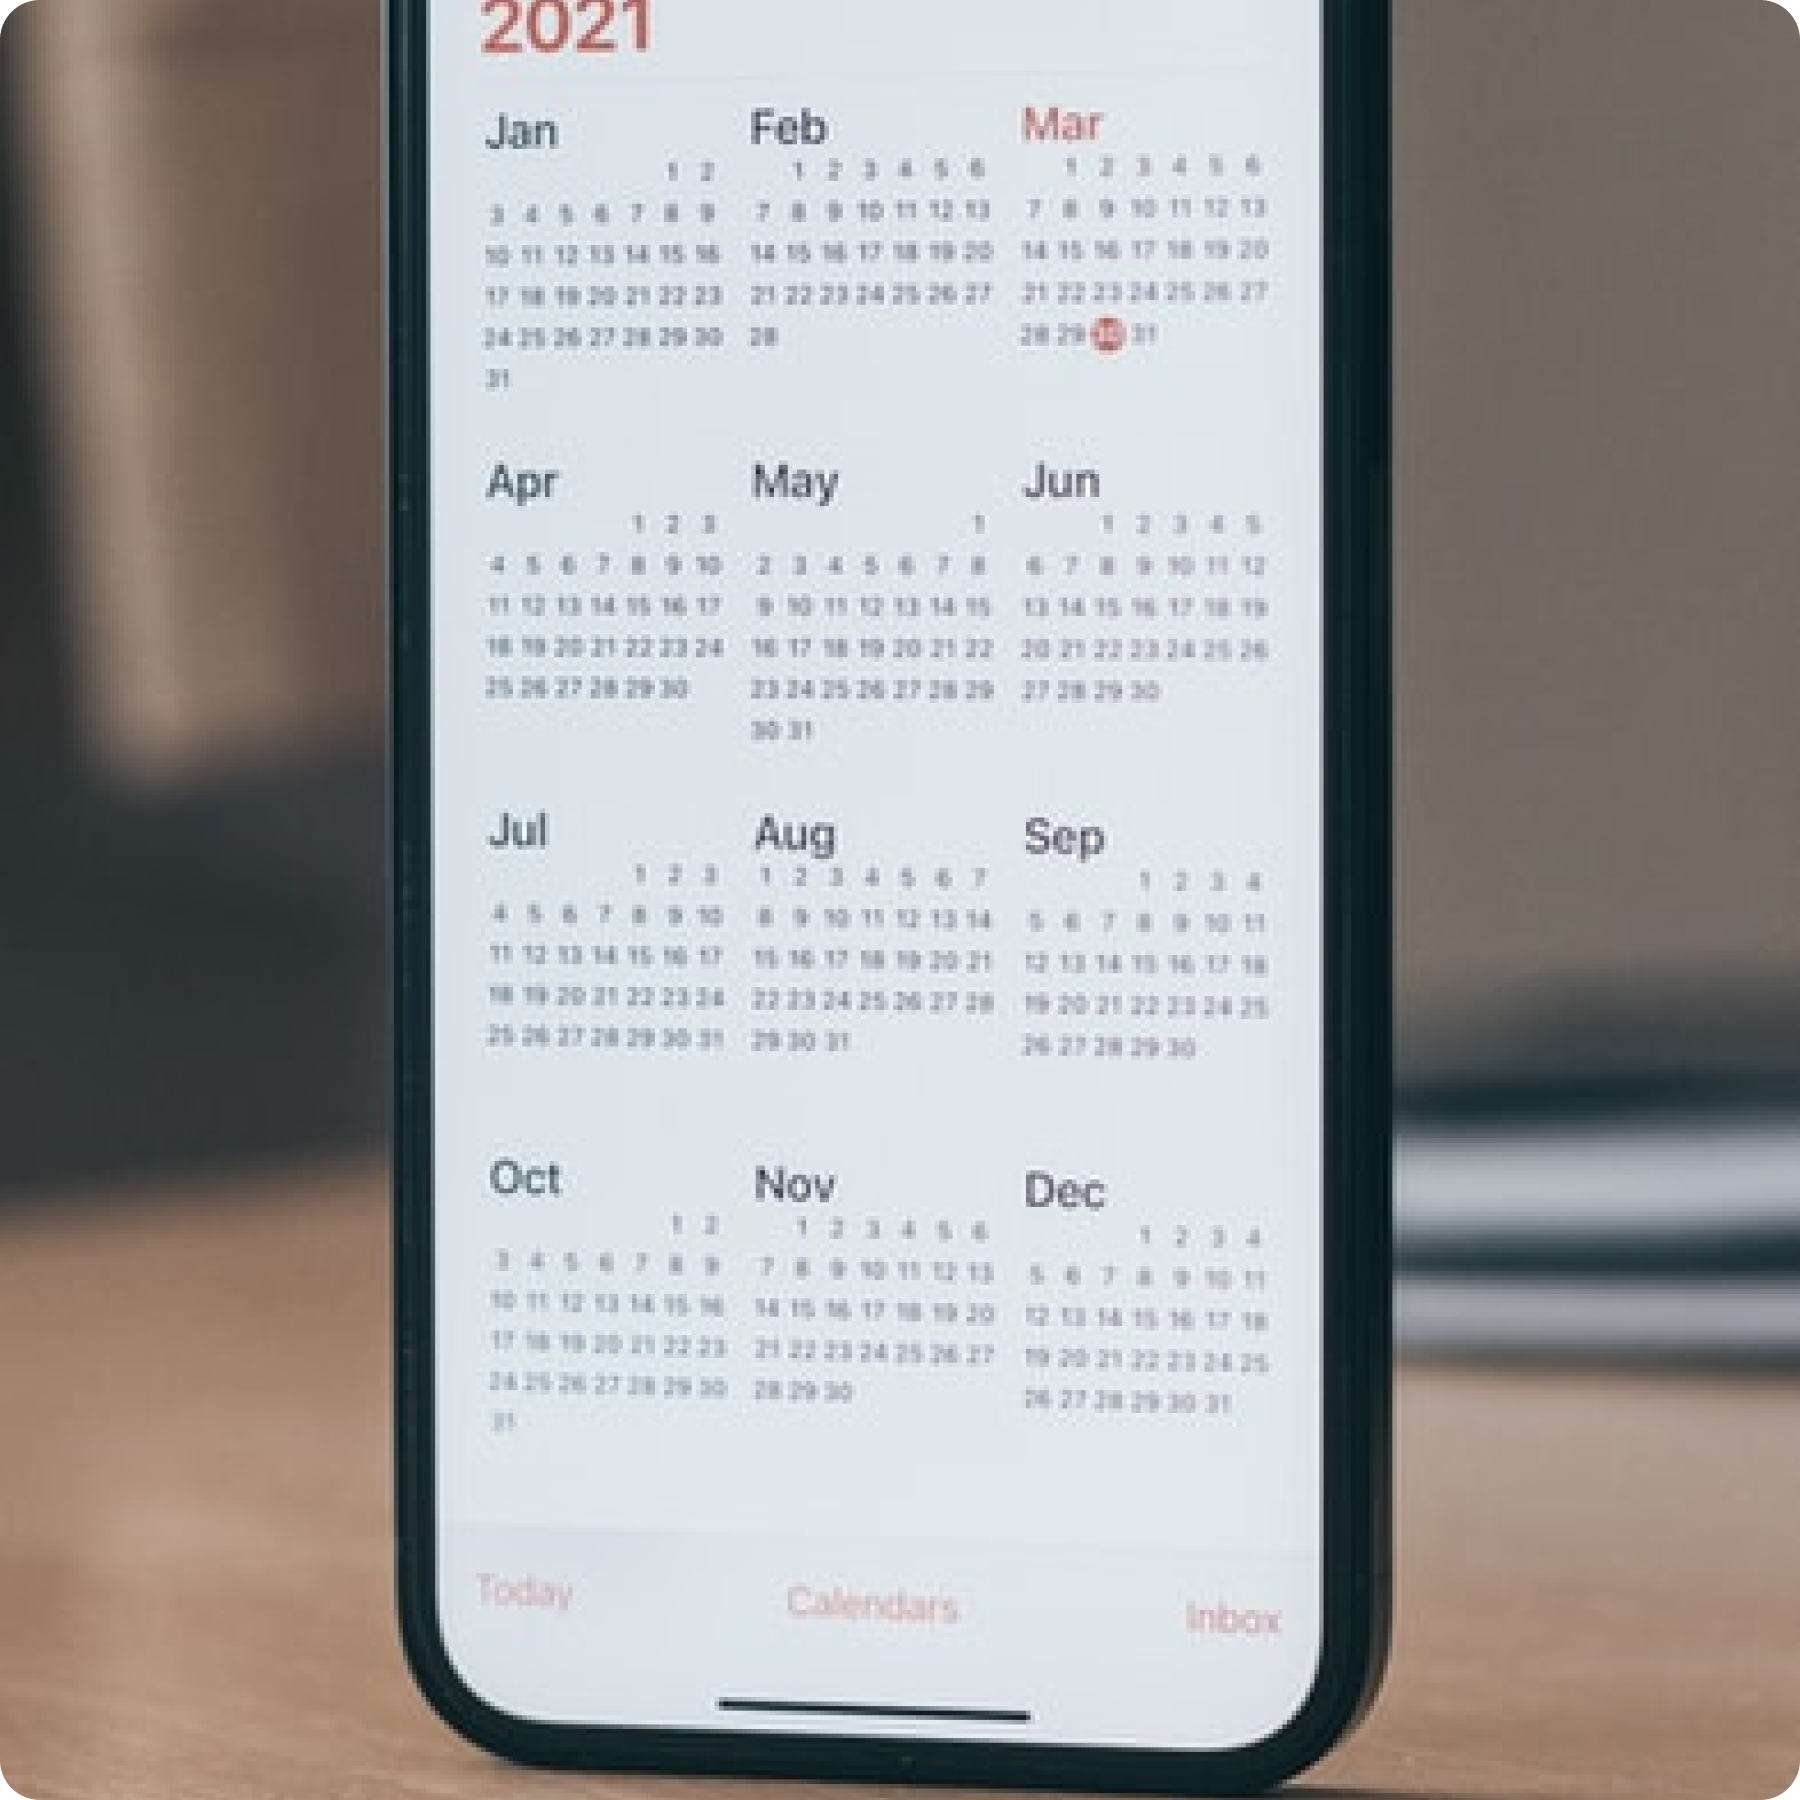 2021
Jan Feb Mar
1 2 1 2 3 4 5 6 1 2 3 4 5 6
3 4 5 6 7 8 9 7 8 9 10 11 12 13 7 8 9 10 11 12 13
10 11 12 13 14 15 16 14 15 16 17 18 19 20 14 15 16 17 18 19 20
17 18 19 20 21 22 23 21 22 23 24 25 26 27 21 22 23 24 25 26 27
24 25 26 27 28 29 30 28 28 29 30 31
31
Apr May Jun
1 2 3 1 1 2 3 4 5
4 5 6 7 8 9 10 2 3 4 5 6 7 8 6 7 8 9 10 11 12
11 12 13 14 15 16 17 9 10 11 12 13 14 15 13 14 15 16 17 18 19
18 19 20 21 22 23 24 16 17 18 19 20 21 22 20 21 22 23 24 25 26
25 26 27 28 29 30 23 24 25 26 27 28 29 27 28 29 30
30 31
Jul Aug Sep
1 2 3 1 2 3 4 5 6 7 1 2 3 4
4 5 6 7 8 9 10 8 9 10 11 12 13 14 5 6 7 8 9 10 11
11 12 13 14 15 16 17 15 16 17 18 19 20 21 12 13 14 15 16 17 18
18 19 20 21 22 23 24 22 23 24 25 26 27 28 19 20 21 22 23 24 25
25 26 27 28 29 30 31 29 30 31 26 27 28 29 30
Oct Nov Dec
1 2 1 2 3 4 5 6 1 2 3 4
3 4 5 6 7 8 9 7 8 9 10 11 12 13 5 6 7 8 9 10 11
10 11 12 13 14 15 16 14 15 16 17 18 19 20 12 13 14 15 16 17 18
17 18 19 20 21 22 23 21 22 23 24 25 26 27 19 20 21 22 23 24 25
24 25 26 27 28 29 30 28 29 30 26 27 28 29 30 31
31
Today Calendars Inbox